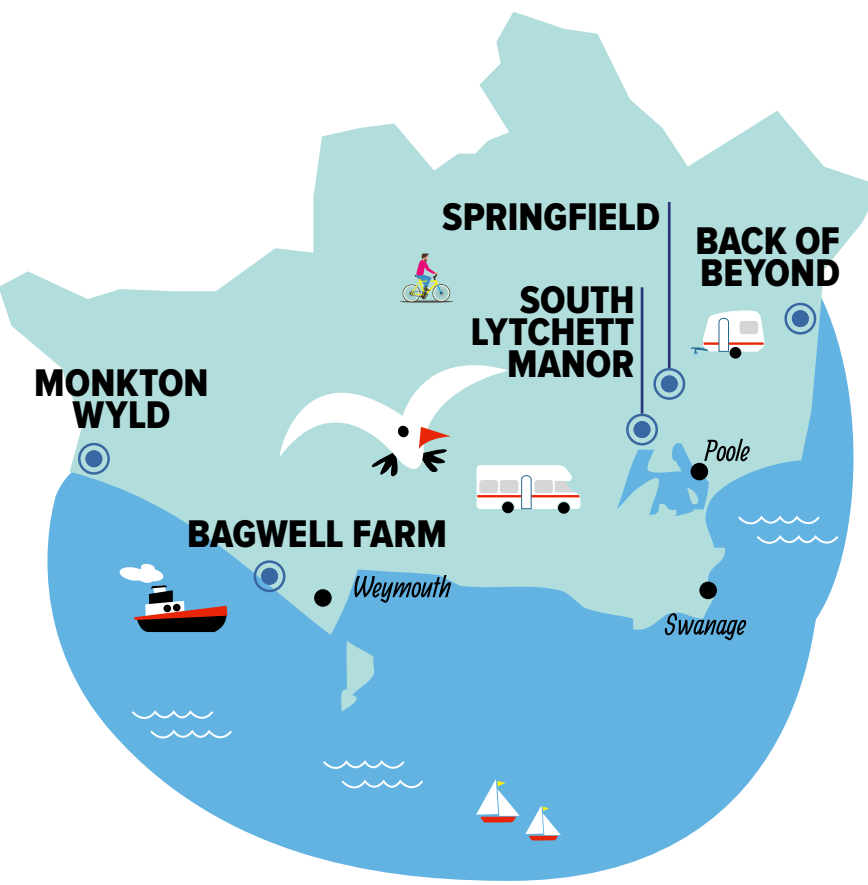 SPRINGFIELD
BACK OF
BEYOND
SOUTH
LYTCHETT
MANOR
MONKTON
WYLD
Poole
BAGWELL FARM
Weymouth
Swanage